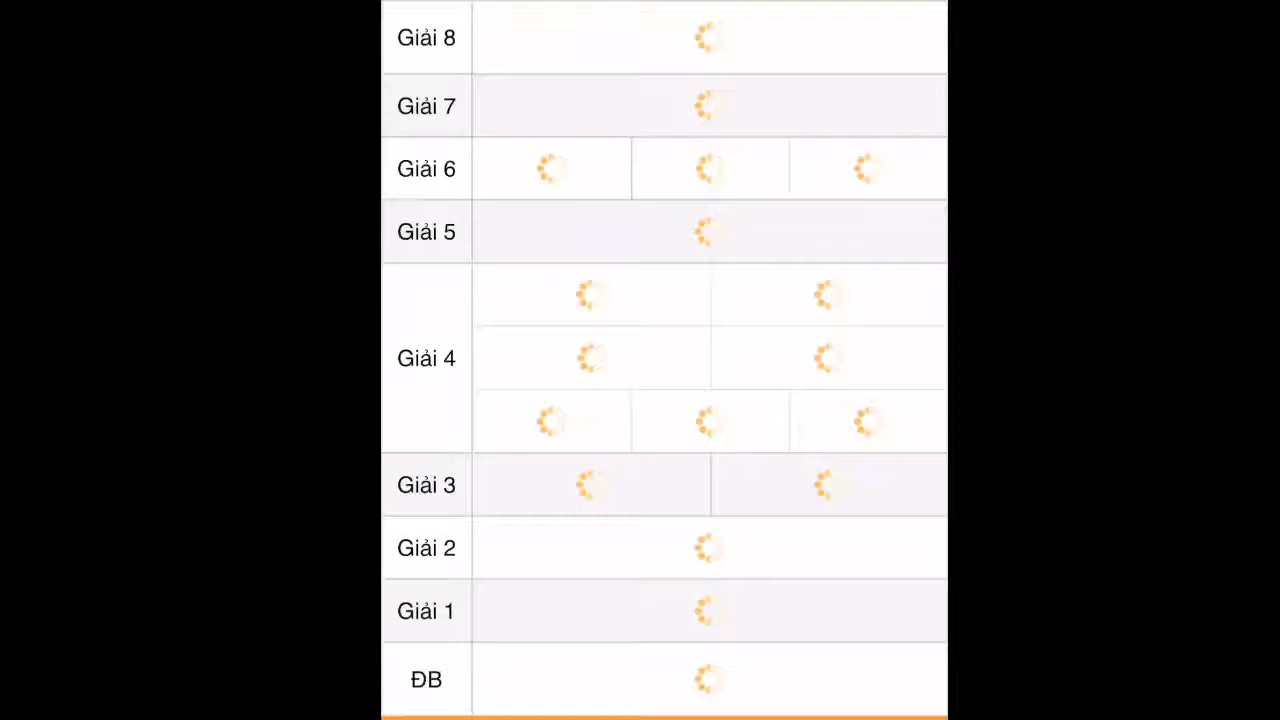 Giải 8
Giải 7
Giải 6
Giải 5
Giải 4
Giải 3
Giải 2
Giải 1
ĐB